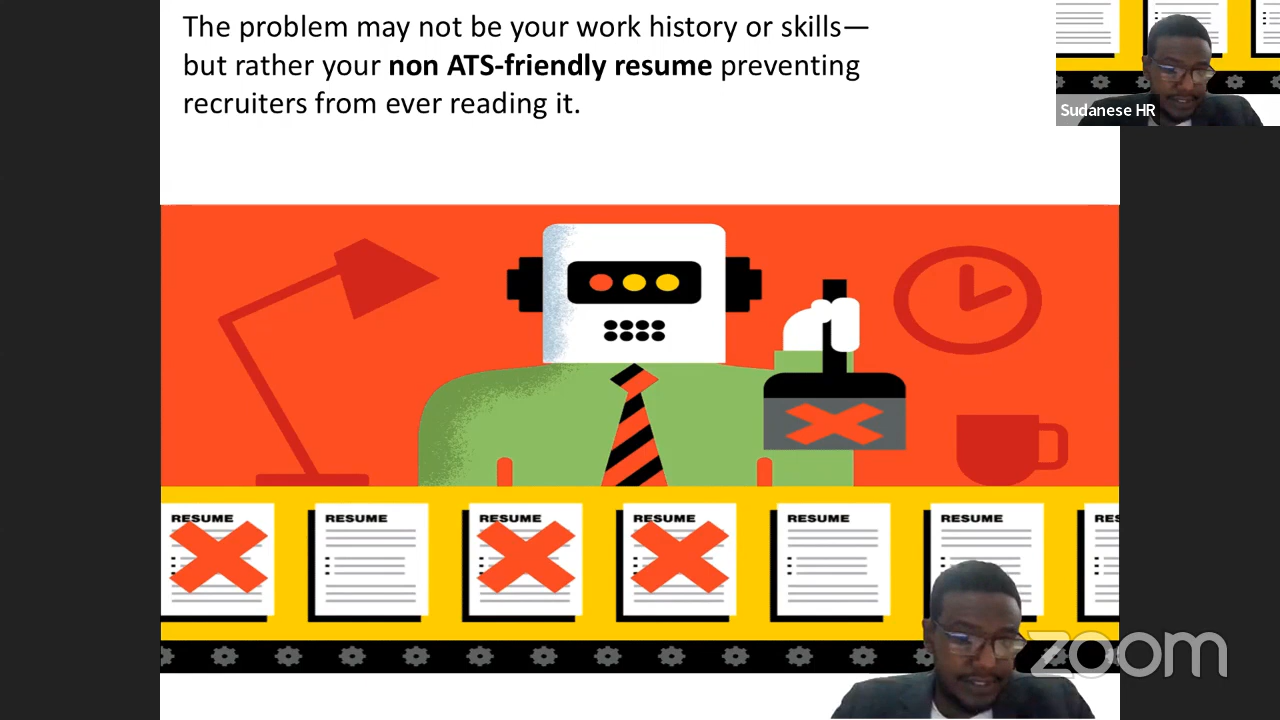 The problem may not be your work history or skills—
but rather your non ATS-friendly resume preventing
recruiters from ever reading it.
Sudanese HR
RESUME
RESUME
RESUME
RESUME
RESUME
RESUME
RES
zoom